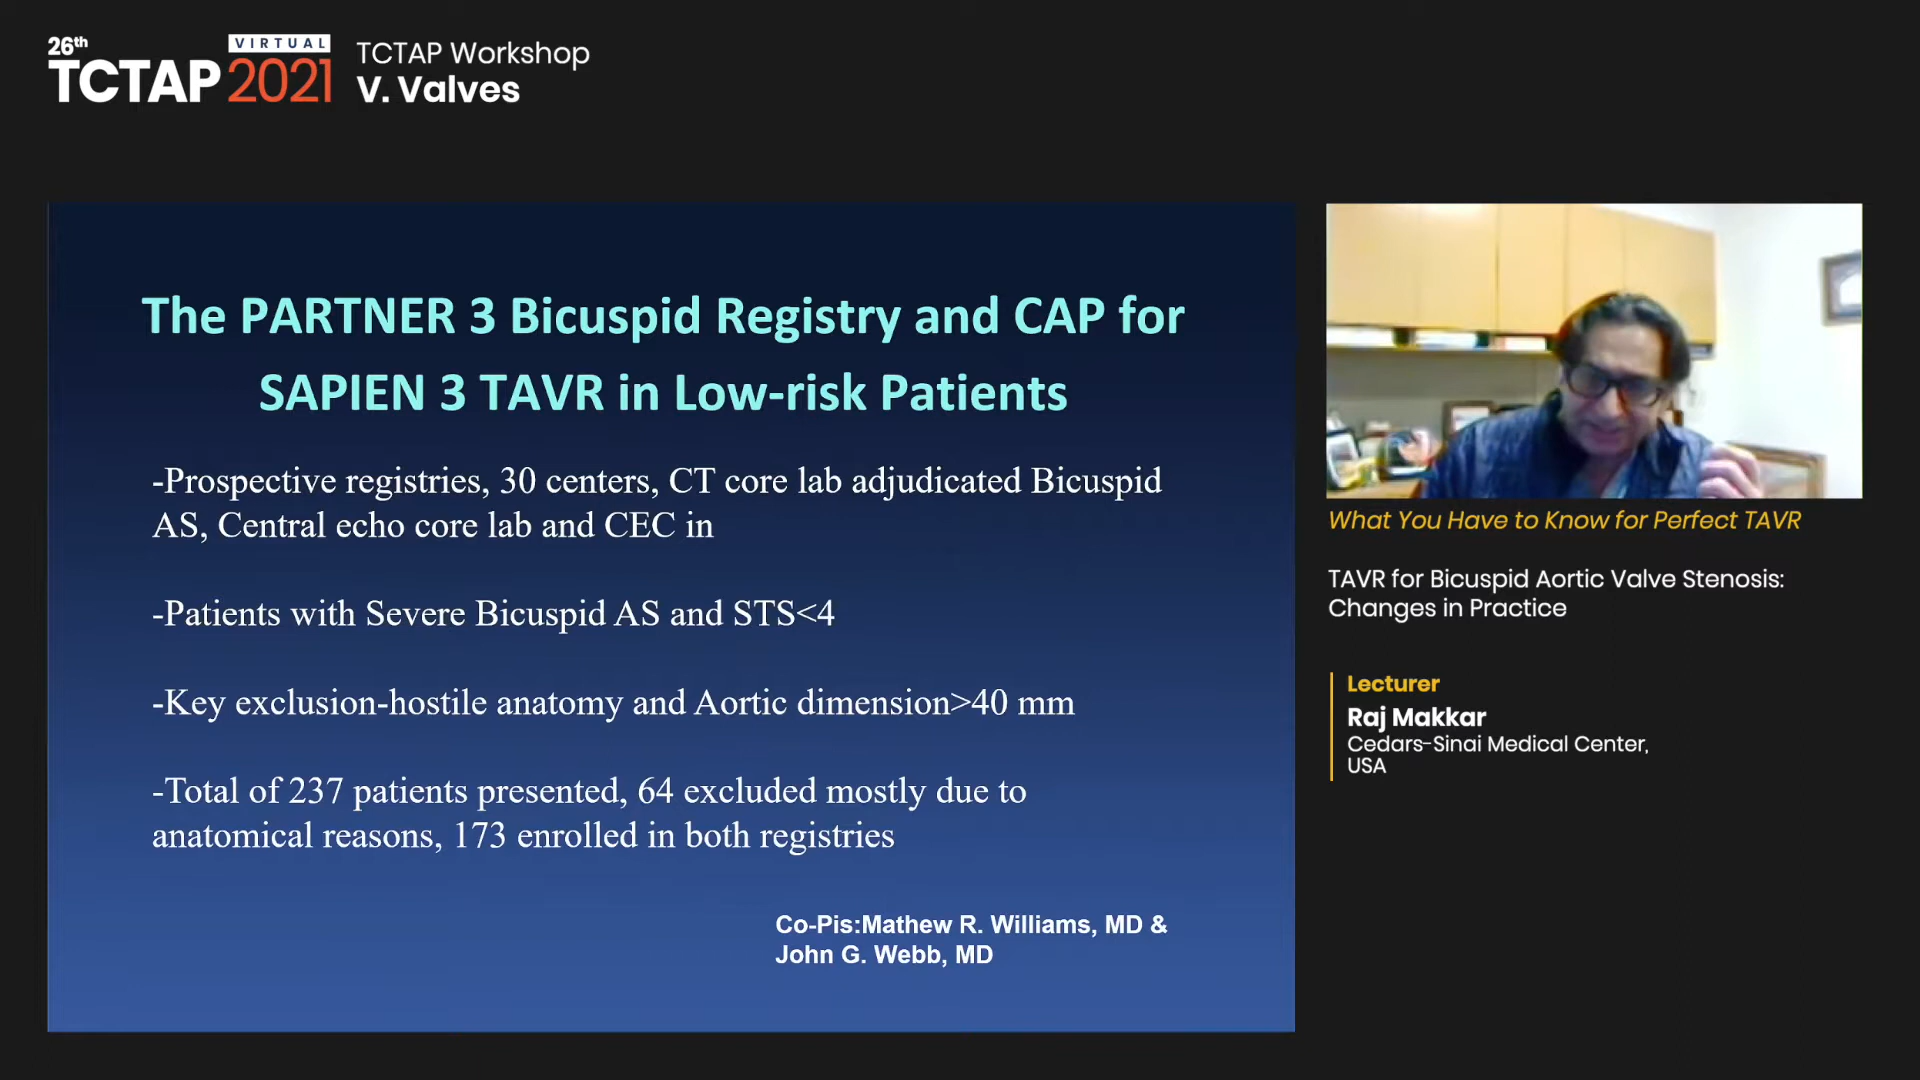 26th
VIRTUAL
TCTAP 2021
TCTAP Workshop
V. Valves
The PARTNER 3 Bicuspid Registry and CAP for
SAPIEN 3 TAVR in Low-risk Patients
-Prospective registries, 30 centers, CT core lab adjudicated Bicuspid
AS, Central echo core lab and CEC in
-Patients with Severe Bicuspid AS and STS<4
-Key exclusion-hostile anatomy and Aortic dimension>40 mm
-Total of 237 patients presented, 64 excluded mostly due to
anatomical reasons, 173 enrolled in both registries
Co-Pis:Mathew R. Williams, MD &
John G. Webb, MD
What You Have to Know for Perfect TAVR
TAVR for Bicuspid Aortic Valve Stenosis:
Changes in Practice
Lecturer
Raj Makkar
Cedars-Sinai Medical Center,
USA